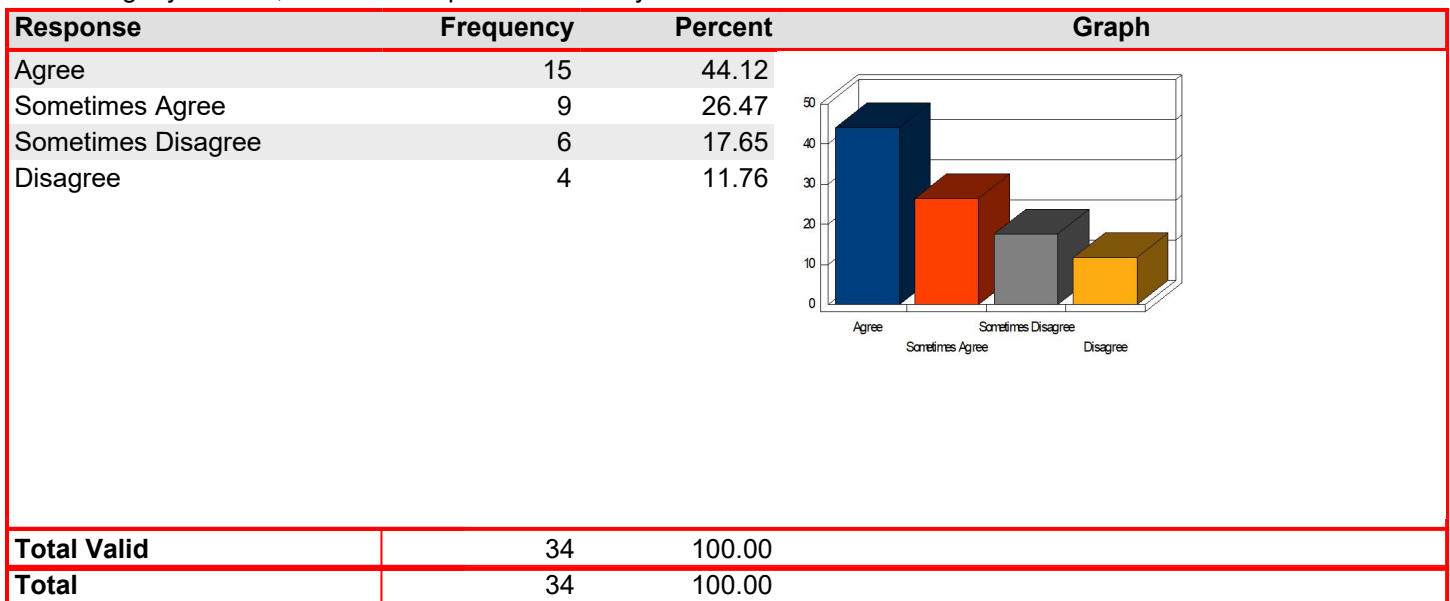 Response Frequency Percent Graph
Agree 15 44.12
Sometimes Agree 9 26.47
Sometimes Disagree 6 17.65
Disagree 4 11.76
50
40
30
20
10
0
Agree Sometimes Disagree
Sometimes Agree Disagree
Total Valid 34 100.00
Total 34 100.00